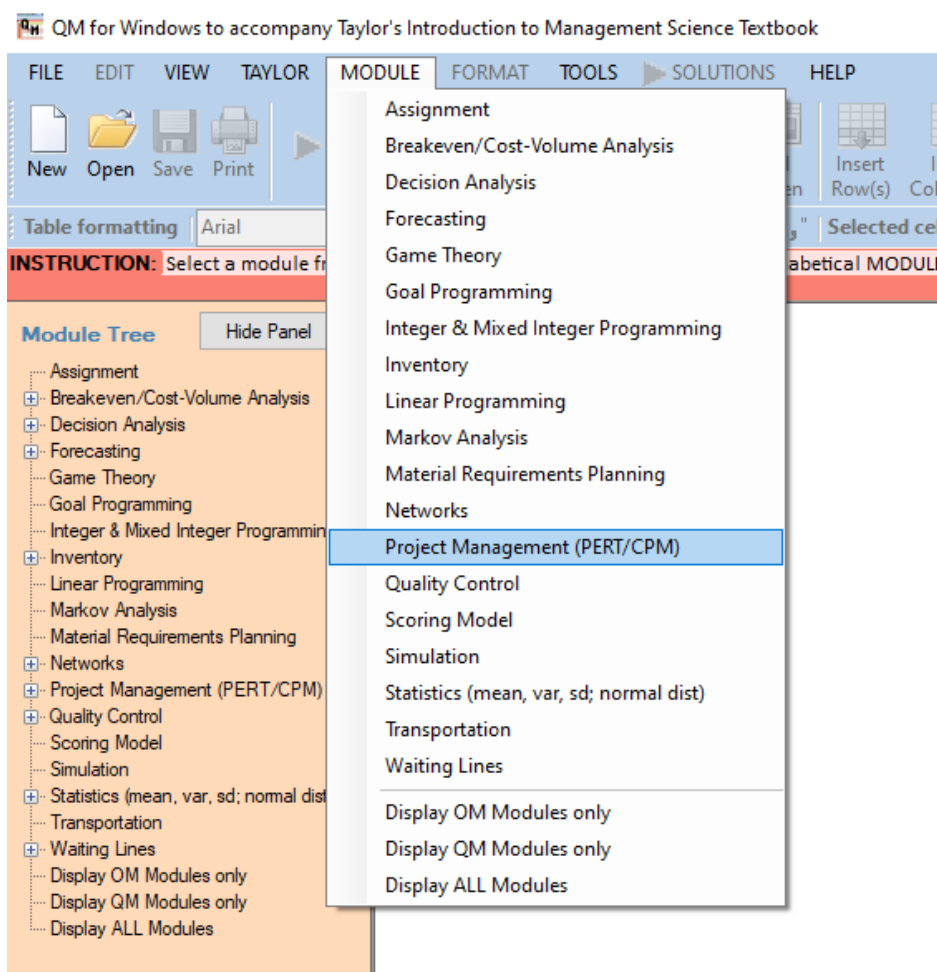 QM for Windows to accompany Taylor's Introduction to Management Science Textbook
FILE EDIT VIEW TAYLOR MODULE FORMAT TOOLS SOLUTIONS HELP
New Open Save Print
Insert
Row(s)
Table formatting Arial
," Selected
INSTRUCTION: Select a module
Module Tree
Hide Panel
Assignment
Breakeven/Cost-Volume Analysis
Decision Analysis
Forecasting
Game Theory
Goal Programming
Integer & Mixed Integer Programmin
Inventory
Linear Programming
Markov Analysis
Material Requirements Planning
Networks
Project Management (PERT/CPM)
Quality Control
Scoring Model
Simulation
Statistics (mean, var, sd; normal dist
Transportation
Waiting Lines
Display OM Modules only
Display QM Modules only
Display ALL Modules
Assignment
Breakeven/Cost-Volume Analysis
Decision Analysis
Forecasting
Game Theory
Goal Programming
Integer & Mixed Integer Programming
Inventory
Linear Programming
Markov Analysis
Material Requirements Planning
Networks
Project Management (PERT/CPM)
Quality Control
Scoring Model
Simulation
Statistics (mean, var, sd; normal dist)
Transportation
Waiting Lines
Display OM Modules only
Display QM Modules only
Display ALL Modules